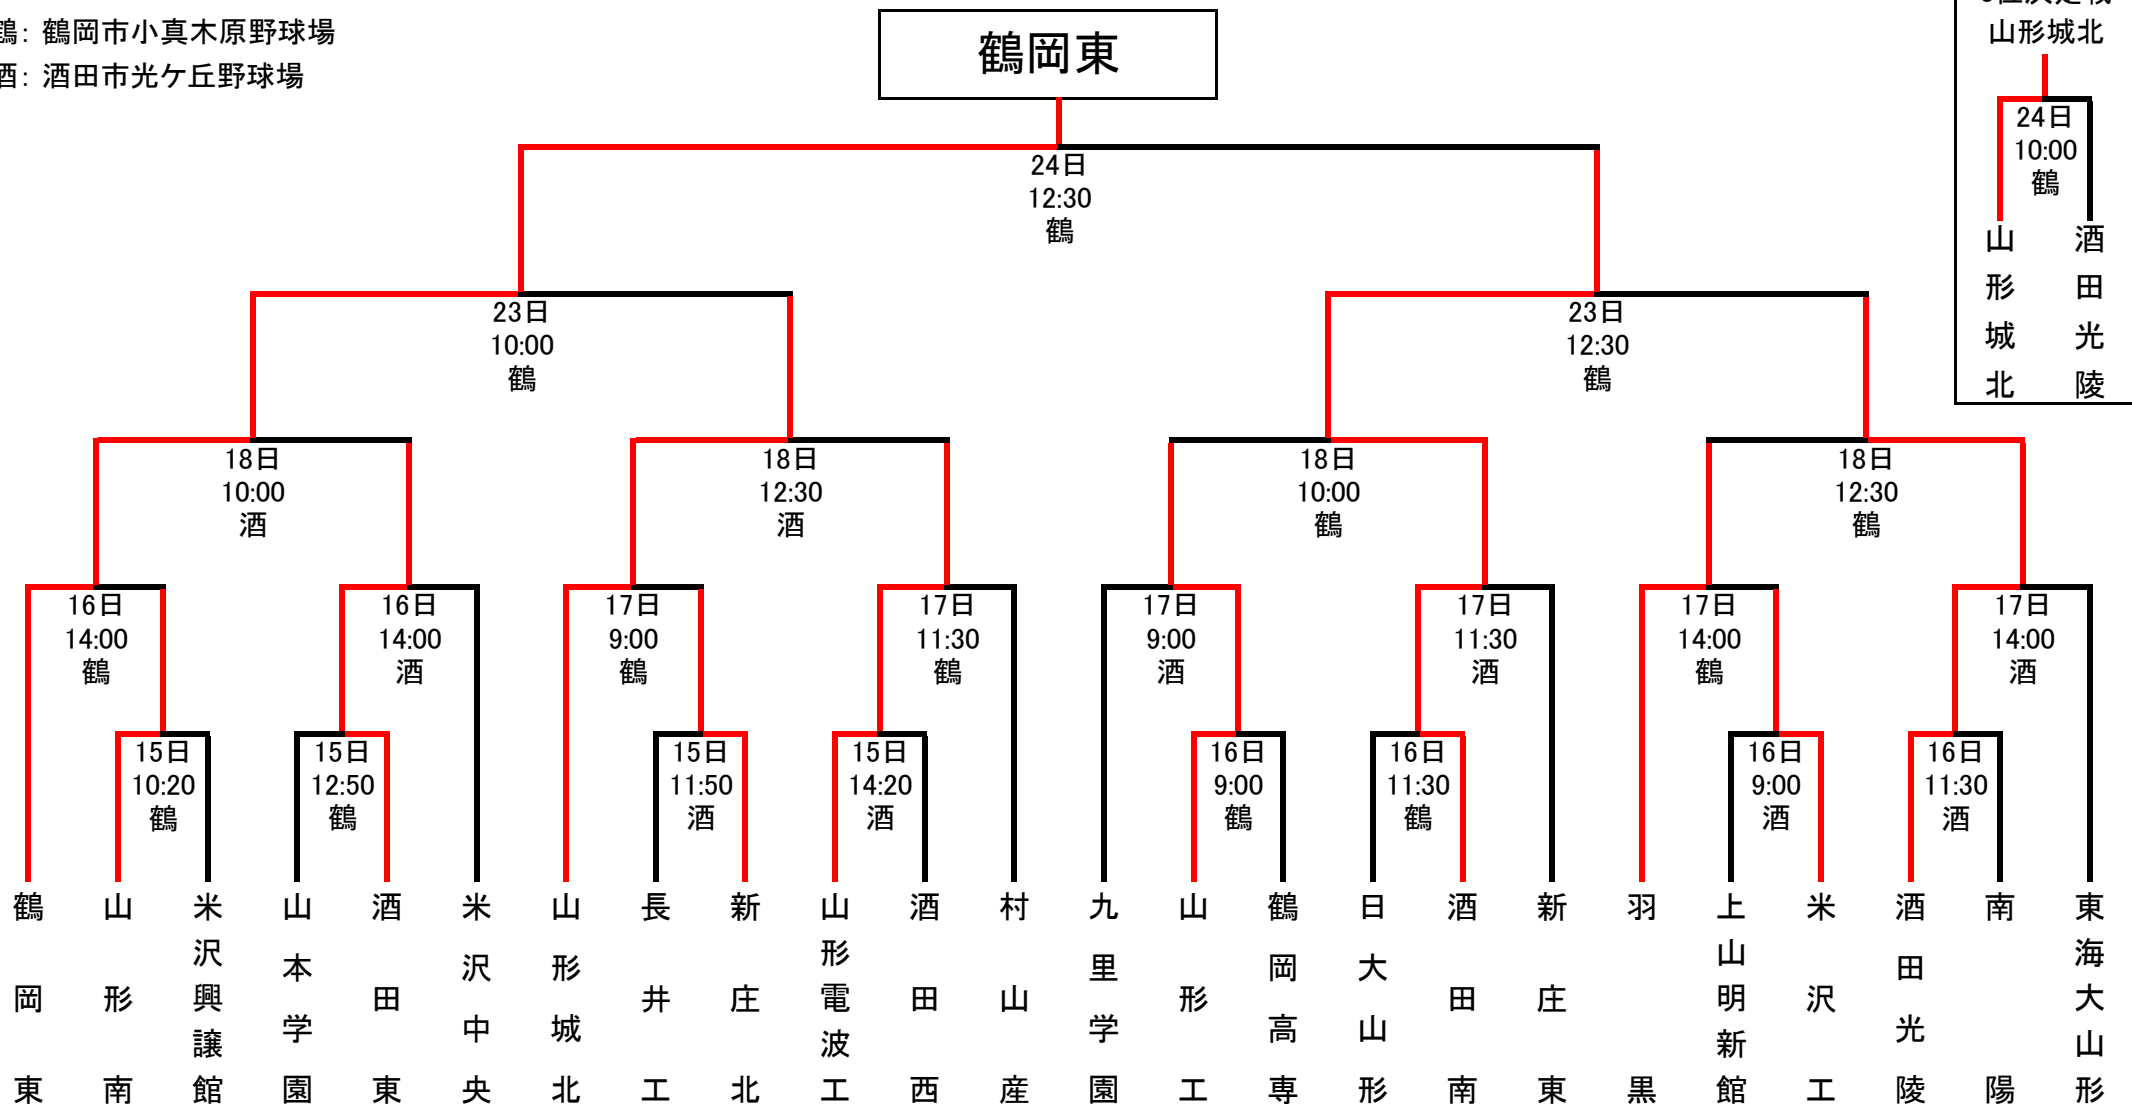 鶴: 鶴岡市小真木原野球場
酒: 酒田市光ケ丘野球場
鶴岡東
山形城北
24日
10:00
鶴
山形城北
酒田光陵
24日
12:30
鶴
23日
10:00
鶴
23日
12:30
鶴
18日
10:00
酒
18日
12:30
酒
18日
10:00
鶴
18日
12:30
鶴
16日
14:00
鶴
16日
14:00
酒
17日
9:00
鶴
17日
11:30
鶴
17日
9:00
酒
17日
11:30
酒
17日
14:00
鶴
17日
14:00
酒
15日
10:20
鶴
15日
12:50
鶴
15日
11:50
酒
15日
14:20
酒
16日
9:00
鶴
16日
11:30
鶴
16日
9:00
酒
16日
11:30
酒
鶴岡東
山形南
米沢興譲館
山本学園
酒田東
米沢中央
山形城北
長井工
新庄北
山形電波工
酒田西
村山産
九里学園
山形工
鶴岡高専
日大山形
酒田南
新庄東
羽黒
上山明新館
米沢工
酒田光陵
南陽
東海大山形